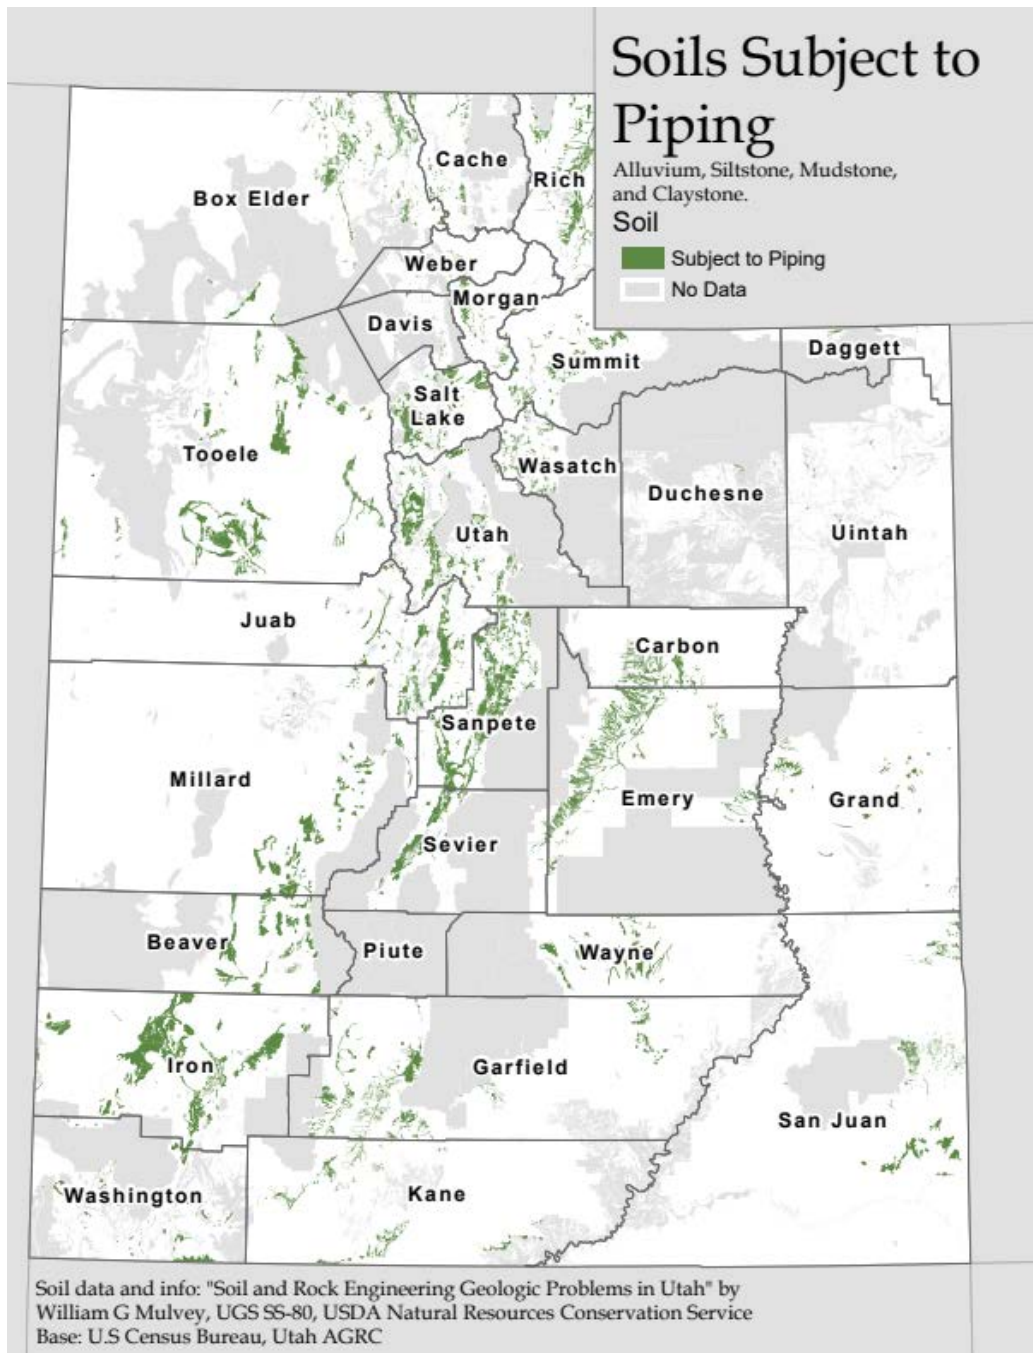 Soils Subject to
Piping
Alluvium, Siltstone, Mudstone,
and Claystone.
Soil
Subject to Piping
No Data
Cache
Rich
Box Elder
Weber
Morgan
Davis
Summit
Daggett
Salt
Lake
Tooele
Wasatch
Duchesne
Utah
Uintah
Juab
Carbon
Sanpete
Millard
Emery
Grand
Sevier
Beaver
Piute
Wayne
Iron
Garfield
San Juan
Washington
Kane
Soil data and info: "Soil and Rock Engineering Geologic Problems in Utah" by
William G Mulvey, UGS SS-80, USDA Natural Resources Conservation Service
Base: U.S Census Bureau, Utah AGRC